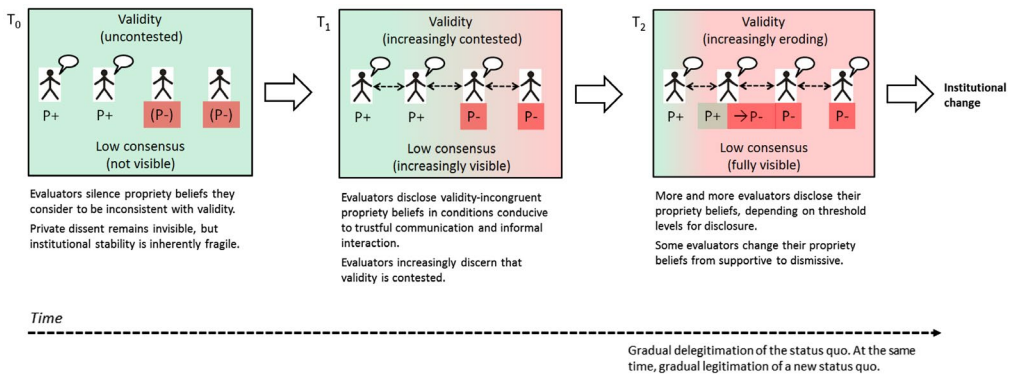 T0
Validity
(uncontested)
P+ P+ (P-) (P-)
Low consensus
(not visible)
Evaluators silence propriety beliefs they
consider to be inconsistent with validity.
Private dissent remains invisible, but
institutional stability is inherently fragile.
T1
Validity
(increasingly contested)
P+ P+ P- P-
Low consensus
(increasingly visible)
Evaluators disclose validity-incongruent
propriety beliefs in conditions conducive
to trustful communication and informal
interaction.
Evaluators increasingly discern that
validity is contested.
T2
Validity
(increasingly eroding)
P+ P+ →P- P- P-
Low consensus
(fully visible)
More and more evaluators disclose their
propriety beliefs, depending on threshold
levels for disclosure.
Some evaluators change their propriety
beliefs from supportive to dismissive.
Institutional
change
Time
Gradual delegitimation of the status quo. At the same
time, gradual legitimation of a new status quo.